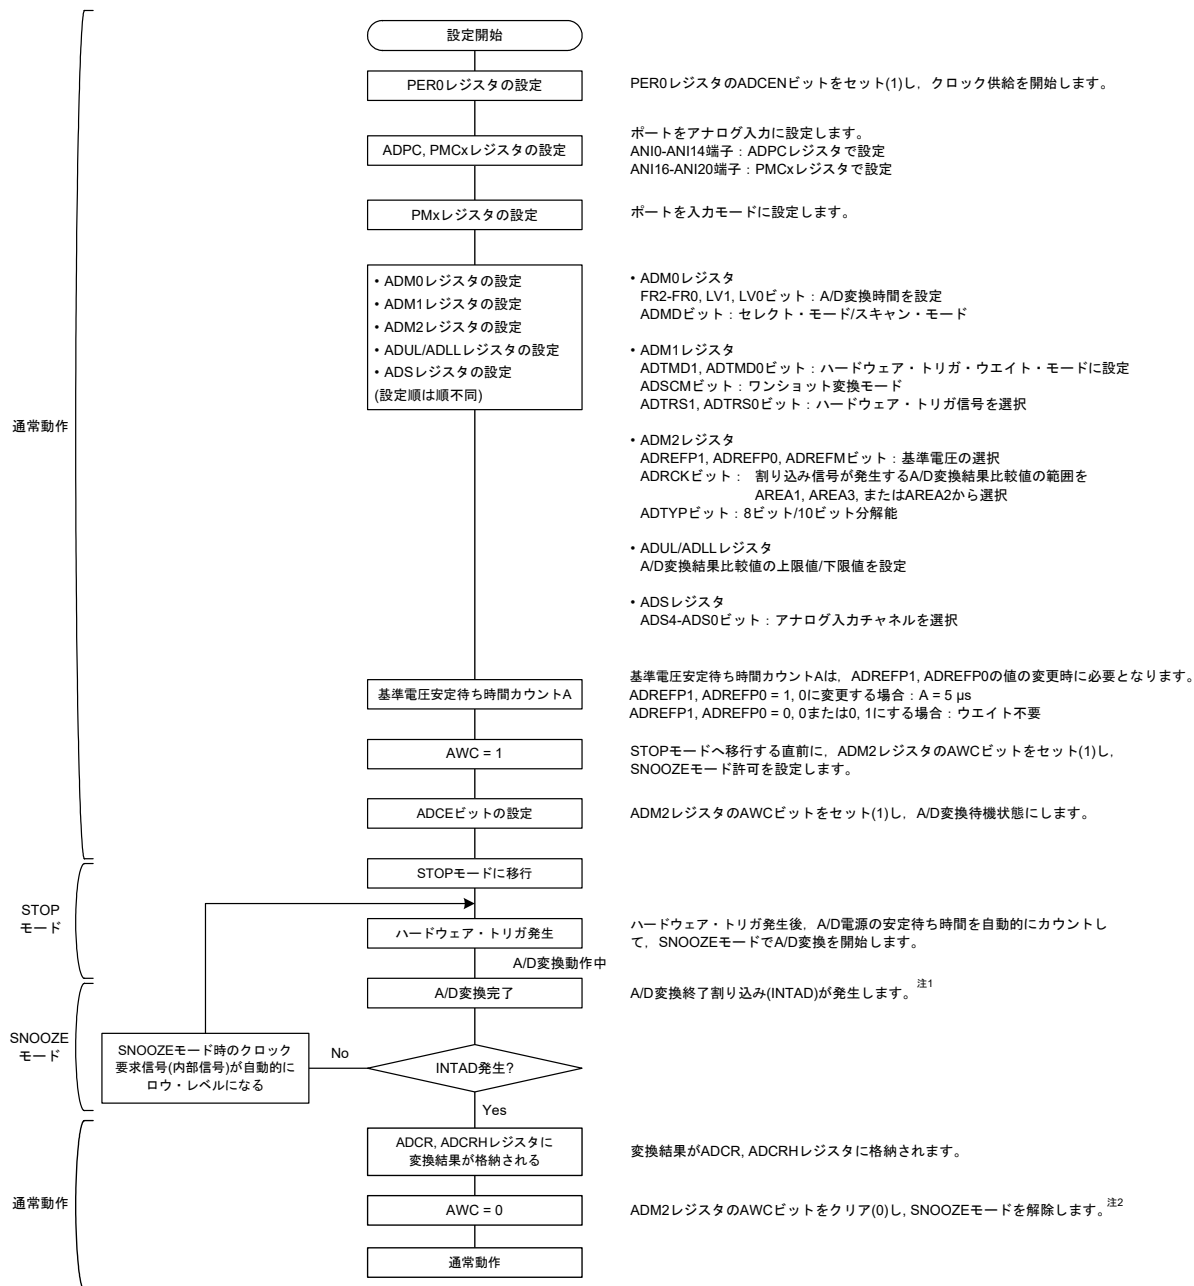 設定開始
PER0レジスタの設定
PER0レジスタのADCENビットをセット(1)し，クロック供給を開始します。
ADPC, PMCxレジスタの設定
ポートをアナログ入力に設定します。
ANI0-ANI14端子：ADPCレジスタで設定
ANI16-ANI20端子：PMCxレジスタで設定
PMxレジスタの設定
ポートを入力モードに設定します。
• ADM0レジスタの設定
• ADM1レジスタの設定
• ADM2レジスタの設定
• ADUL/ADLLレジスタの設定
• ADSレジスタの設定
(設定順は順不同)
• ADM0レジスタ
FR2-FR0, LV1, LV0ビット：A/D変換時間を設定
ADMDビット：セレクト・モード/スキャン・モード
• ADM1レジスタ
ADTMD1, ADTMD0ビット：ハードウェア・トリガ・ウエイト・モードに設定
ADSCMビット：ワンショット変換モード
ADTRS1, ADTRS0ビット：ハードウェア・トリガ信号を選択
• ADM2レジスタ
ADREFP1, ADREFP0, ADREFMビット：基準電圧の選択
ADRCKビット： 割り込み信号が発生するA/D変換結果比較値の範囲を
AREA1, AREA3, またはAREA2から選択
ADTYPビット：8ビット/10ビット分解能
• ADUL/ADLLレジスタ
A/D変換結果比較値の上限値/下限値を設定
• ADSレジスタ
ADS4-ADS0ビット：アナログ入力チャネルを選択
通常動作
基準電圧安定待ち時間カウントA
基準電圧安定待ち時間カウントAは，ADREFP1, ADREFP0の値の変更時に必要となります。
ADREFP1, ADREFP0 = 1, 0に変更する場合：A = 5 μs
ADREFP1, ADREFP0 = 0, 0または0, 1にする場合：ウエイト不要
AWC = 1
STOPモードへ移行する直前に，ADM2レジスタのAWCビットをセット(1)し，
SNOOZEモード許可を設定します。
ADCEビットの設定
ADM2レジスタのAWCビットをセット(1)し，A/D変換待機状態にします。
STOPモードに移行
STOP
モード
ハードウェア・トリガ発生
ハードウェア・トリガ発生後，A/D電源の安定待ち時間を自動的にカウントし
て，SNOOZEモードでA/D変換を開始します。
A/D変換動作中
A/D変換完了
A/D変換終了割り込み(INTAD)が発生します。注1
SNOOZE
モード
SNOOZEモード時のクロック
要求信号(内部信号)が自動的に
ロウ・レベルになる
No
INTAD発生?
Yes
ADCR, ADCRHレジスタに
変換結果が格納される
変換結果がADCR, ADCRHレジスタに格納されます。
通常動作
AWC = 0
ADM2レジスタのAWCビットをクリア(0)し, SNOOZEモードを解除します。注2
通常動作